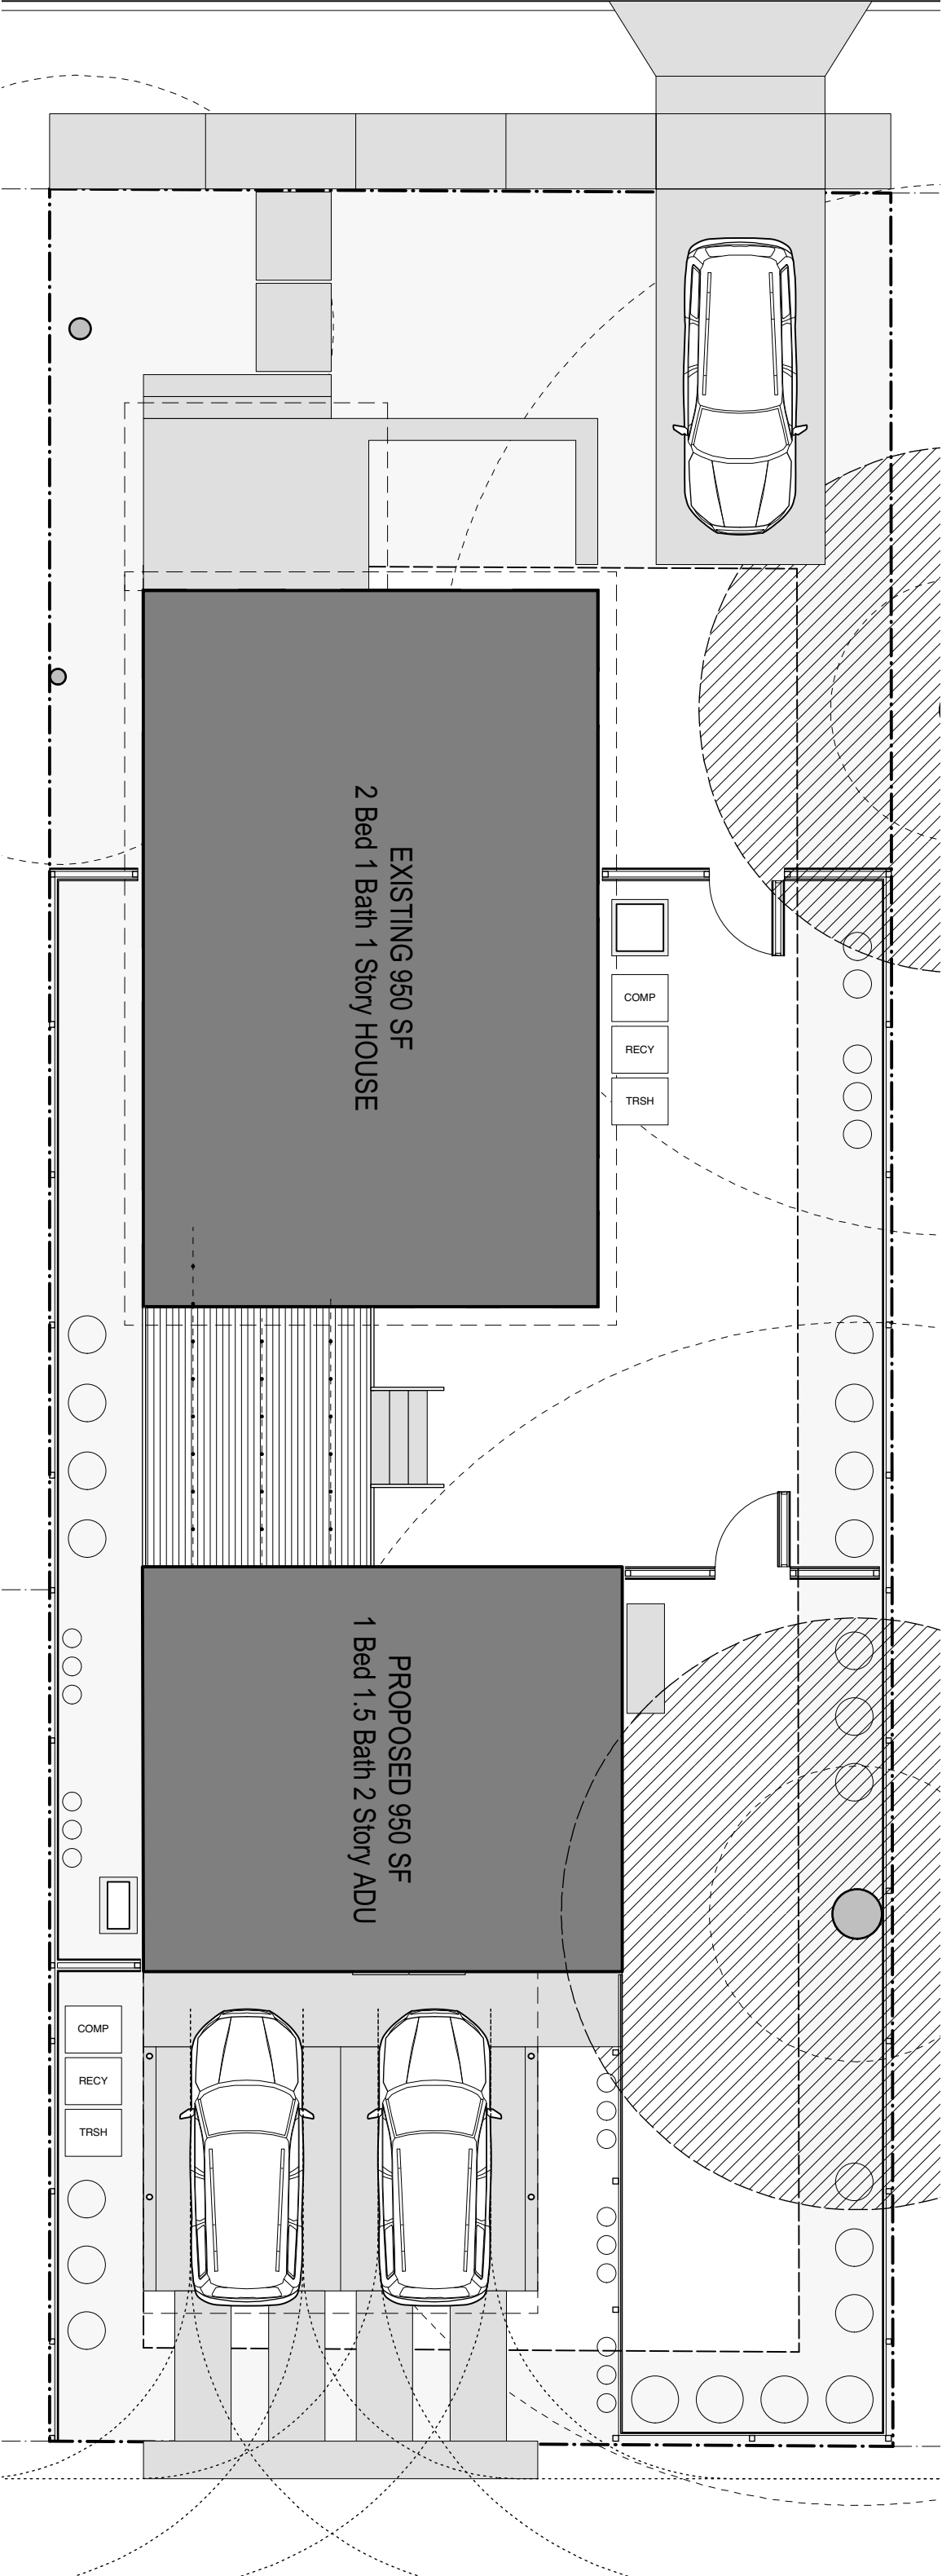 EXISTING 950 SF
2 Bed 1 Bath 1 Story HOUSE
COMP
RECY
TRSH
PROPOSED 950 SF
1 Bed 1.5 Bath 2 Story ADU
COMP
RECY
TRSH